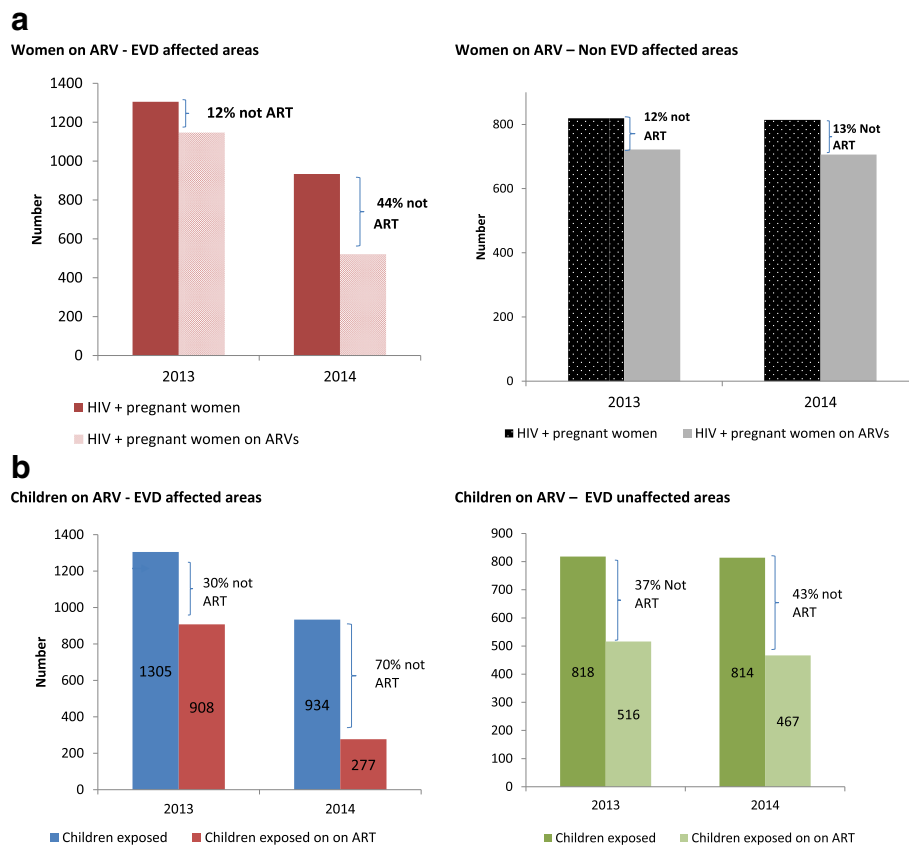 a
Women on ARV - EVD affected areas
1400
1200
1000
800
600
400
200
0
Number
12% not ART
44% not
ART
2013
2014
HIV + pregnant women
HIV + pregnant women on ARVs
Women on ARV – Non EVD affected areas
800
600
400
200
0
Number
12% not
ART
13% Not
ART
2013
2014
HIV + pregnant women
HIV + pregnant women on ARVs
b
Children on ARV - EVD affected areas
1400
1200
1000
800
600
400
200
0
Number
30% not
ART
70% not
ART
1305
908
934
277
2013
2014
Children exposed
Children exposed on on ART
Children on ARV – EVD unaffected areas
900
800
700
600
500
400
300
200
100
0
37% Not
ART
43% not
ART
818
516
814
467
2013
2014
Children exposed
Children exposed on on ART